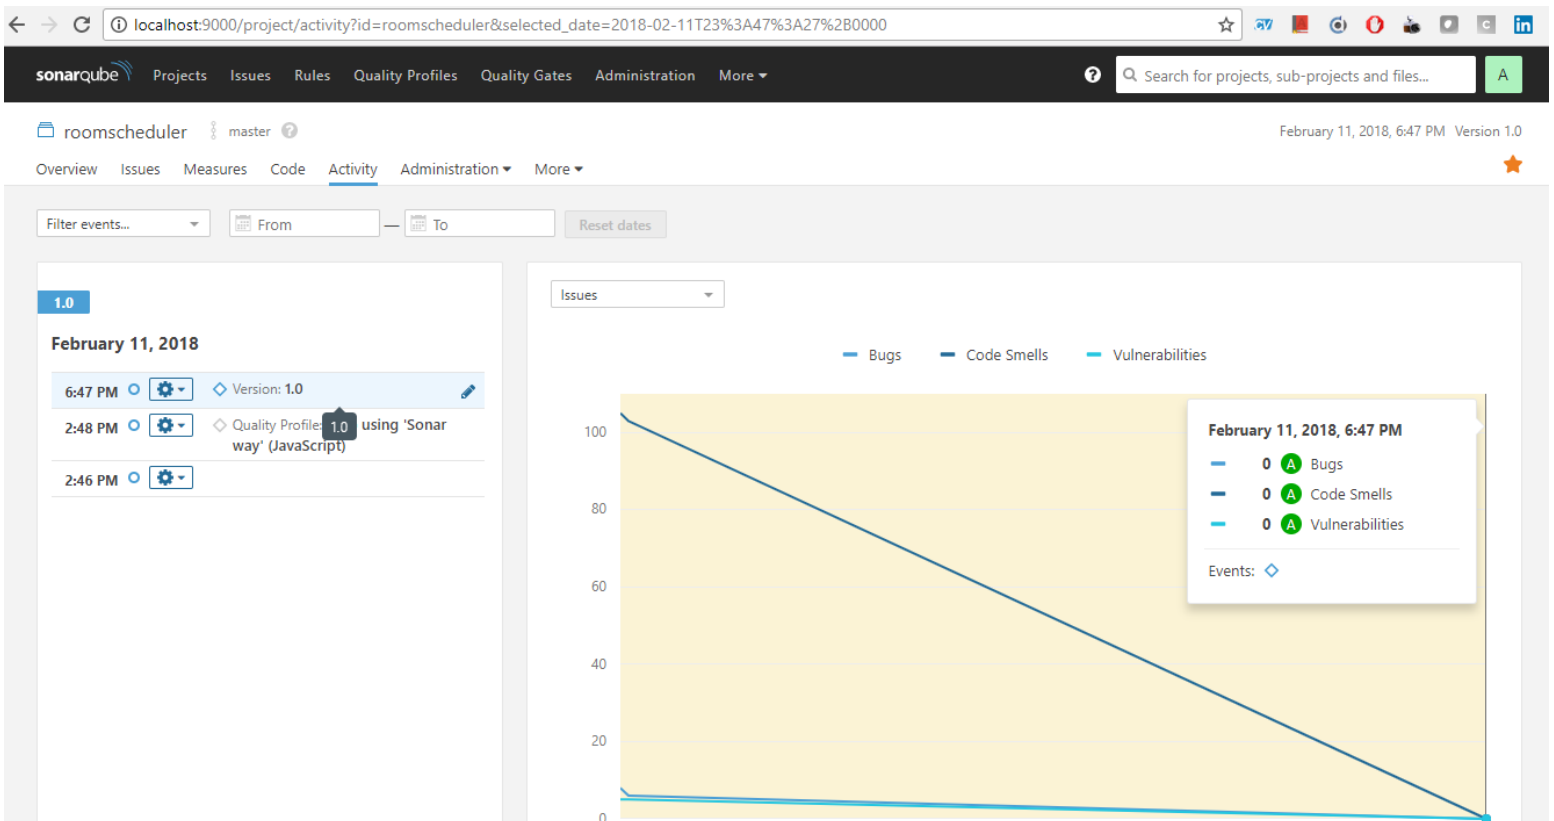 localhost:9000/project/activity?id=roomscheduler&selected_date=2018-02-11T23%3A47%3A27%2B0000
sonarqube Projects Issues Rules Quality Profiles Quality Gates Administration More Search for projects, sub-projects and files... A
roomscheduler master February 11, 2018, 6:47 PM Version 1.0
Overview Issues Measures Code Activity Administration More
Filter events... From — To Reset dates
1.0
February 11, 2018
6:47 PM Version: 1.0
2:48 PM Quality Profile: using 'Sonar
way' (JavaScript)
1.0
2:46 PM
Issues
Bugs Code Smells Vulnerabilities
100
80
60
40
20
0
February 11, 2018, 6:47 PM
0 A Bugs
0 A Code Smells
0 A Vulnerabilities
Events: